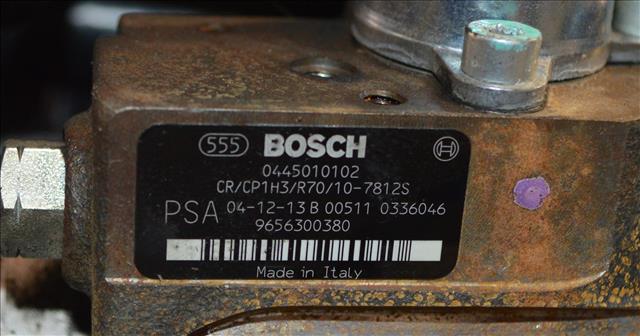 555 BOSCH
0445010102
CR/CP1H3/R70/10-7812S
PSA 04-12-13 B 00511 0336046
9656300380
Made in Italy